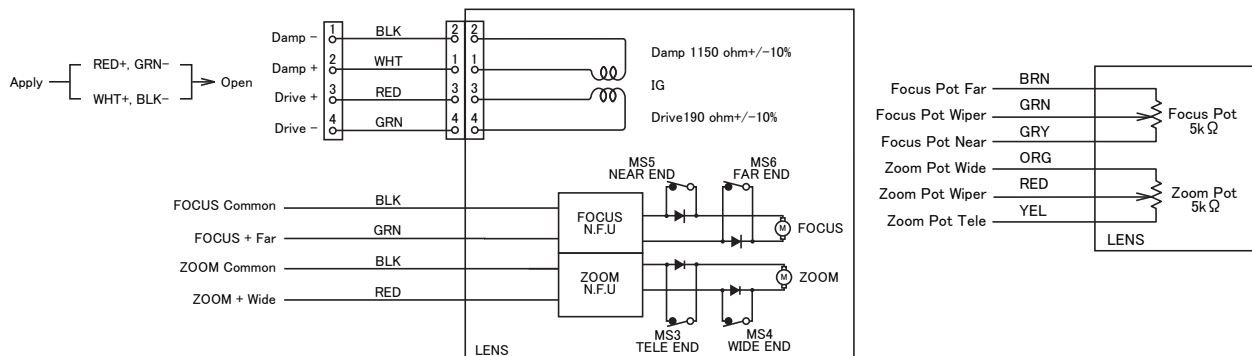 Apply
RED+, GRN−
WHT+, BLK−
Open
Damp − 1 BLK 2 2
Damp + 2 WHT 1 1
Drive + 3 RED 3 3
Drive − 4 GRN 4 4
Damp 1150 ohm+/-10%
IG
Drive190 ohm+/-10%
MS5
NEAR END
MS6
FAR END
FOCUS Common BLK
FOCUS + Far GRN
FOCUS
N.F.U
M FOCUS
ZOOM Common BLK
ZOOM + Wide RED
ZOOM
N.F.U
M ZOOM
MS3
TELE END
MS4
WIDE END
LENS
Focus Pot Far BRN
Focus Pot Wiper GRN
Focus Pot Near GRY
Focus Pot
5kΩ
Zoom Pot Wide ORG
Zoom Pot Wiper RED
Zoom Pot Tele YEL
Zoom Pot
5kΩ
LENS